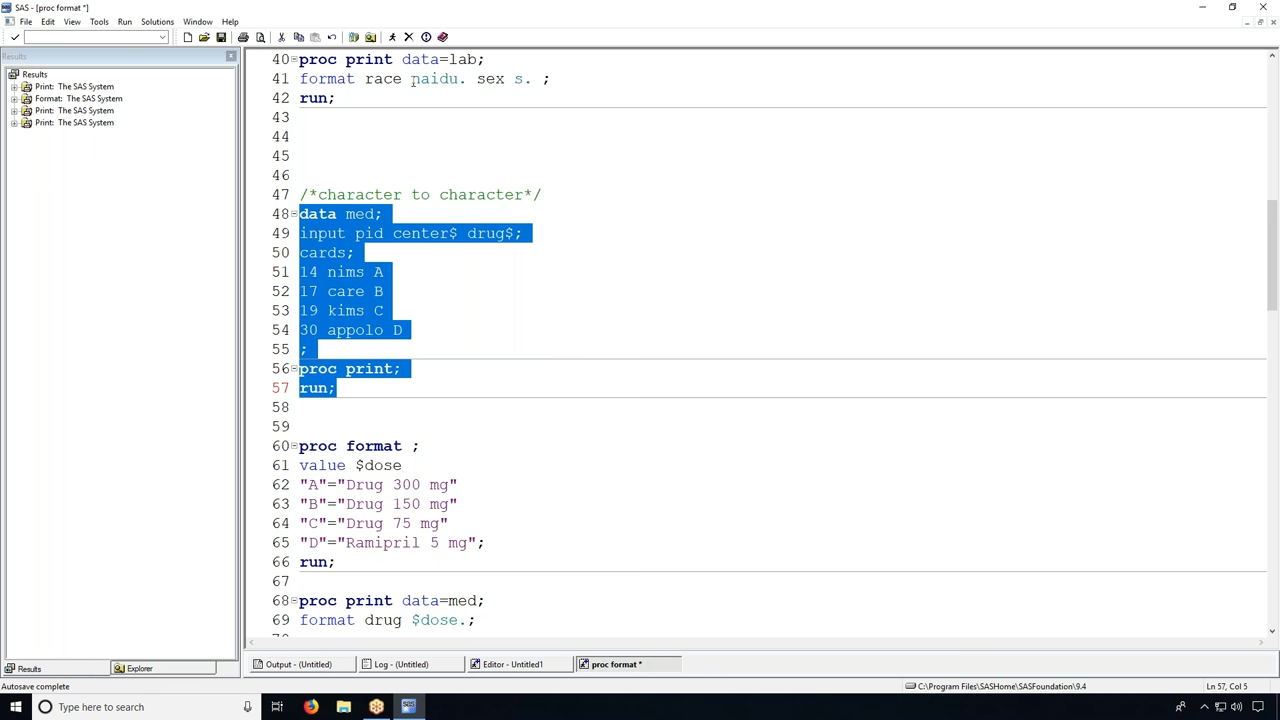 SAS - [proc format *]
File Edit View Tools Run Solutions Window Help
Results
Results
Print: The SAS System
Format: The SAS System
Print: The SAS System
Print: The SAS System
40 proc print data=lab;
41 format race naidu. sex s. ;
42 run;
43
44
45
46
47 /*character to character*/
48 data med;
49 input pid center$ drug$;
50 cards;
51 14 nims A
52 17 care B
53 19 kims C
54 30 appolo D
55 ;
56 proc print;
57 run;
58
59
60 proc format ;
61 value $dose
62 "A"="Drug 300 mg"
63 "B"="Drug 150 mg"
64 "C"="Drug 75 mg"
65 "D"="Ramipril 5 mg";
66 run;
67
68 proc print data=med;
69 format drug $dose.;
Results Explorer Output - (Untitled) Log - (Untitled) Editor - Untitled1 proc format *
Autosave complete C:\Program Files\SASHome\SASFoundation\9.4 Ln 57, Col 5
Type here to search ENG 5:52 AM